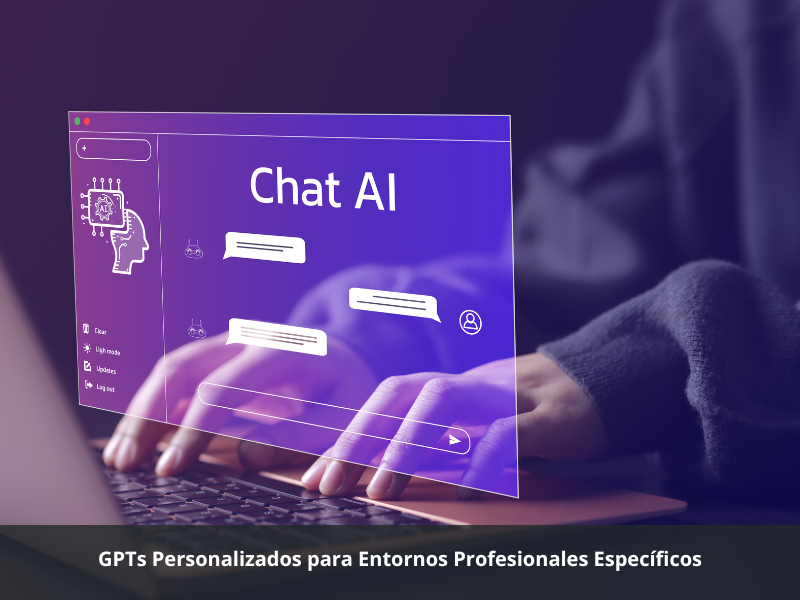 +
Chat AI
AI
Clear
Ligh mode
Updates
Log out
GPTs Personalizados para Entornos Profesionales Específicos